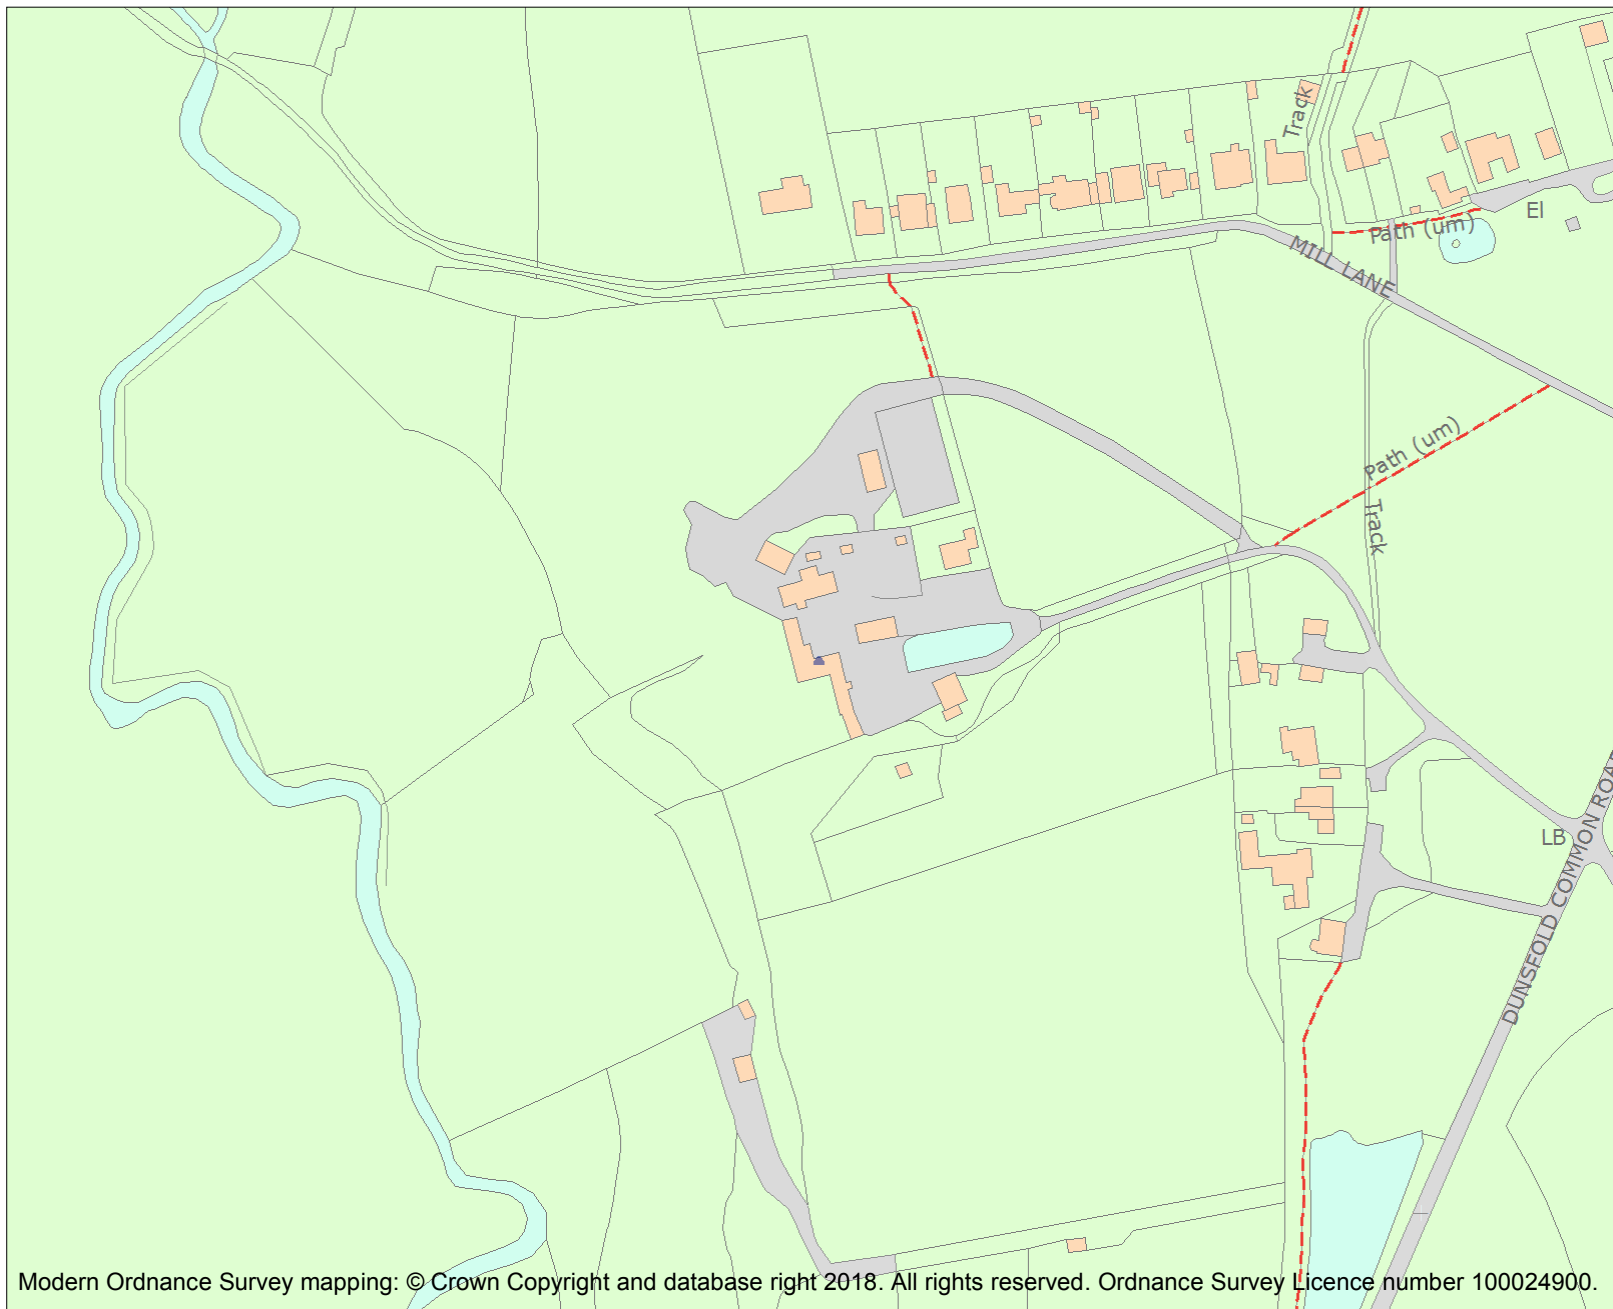 Track
El
Path (um)
MILL LANE
Path (um)
Track
LB
DUNSFOLD COMMON ROAD
Modern Ordnance Survey mapping: © Crown Copyright and database right 2018. All rights reserved. Ordnance Survey Licence number 100024900.